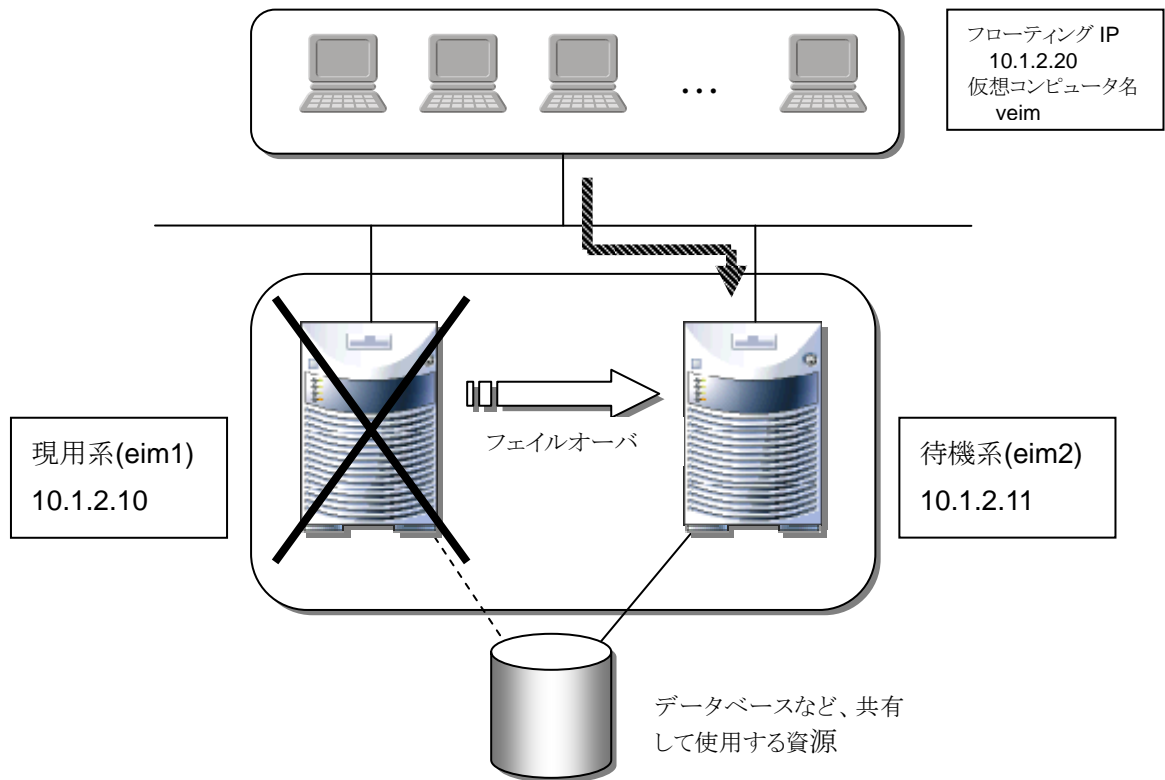 フローティング IP
10.1.2.20
仮想コンピュータ名
veim
…
フェイルオーバ
現用系(eim1)
10.1.2.10
待機系(eim2)
10.1.2.11
データベースなど、共有
して使用する資源